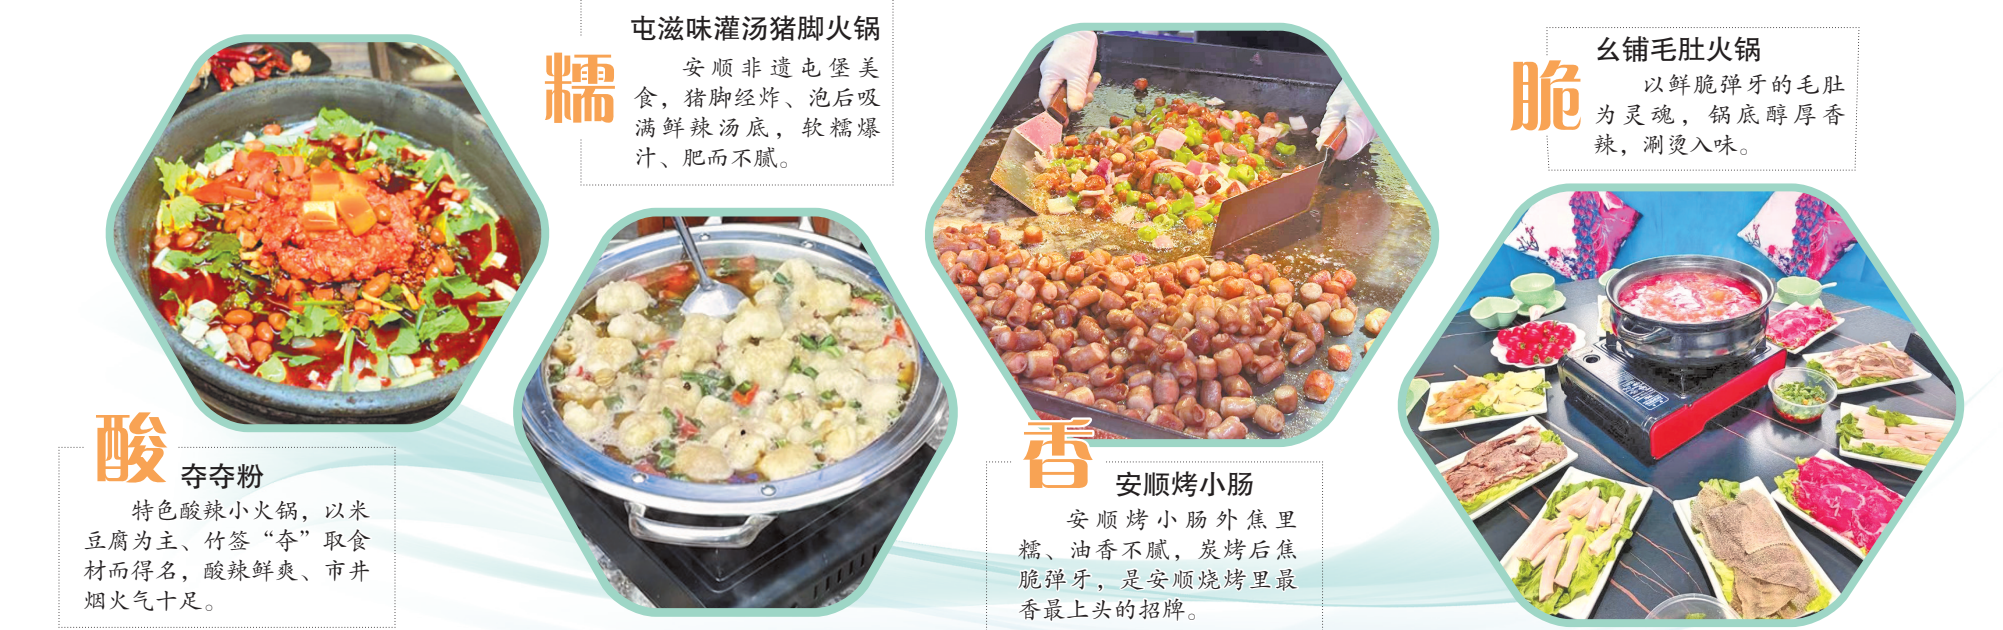 酸
夺夺粉
特色酸辣小火锅，以米
豆腐为主、竹签“夺”取食
材而得名，酸辣鲜爽、市井
烟火气十足。
糯
屯滋味灌汤猪脚火锅
安顺非遗屯堡美
食，猪脚经炸、泡后吸
满鲜辣汤底，软糯爆
汁、肥而不腻。
香
安顺烤小肠
安顺烤小肠外焦里
糯、油香不腻，炭烤后焦
脆弹牙，是安顺烧烤里最
香最上头的招牌。
脆
幺铺毛肚火锅
以鲜脆弹牙的毛肚
为灵魂，锅底醇厚香
辣，涮烫入味。